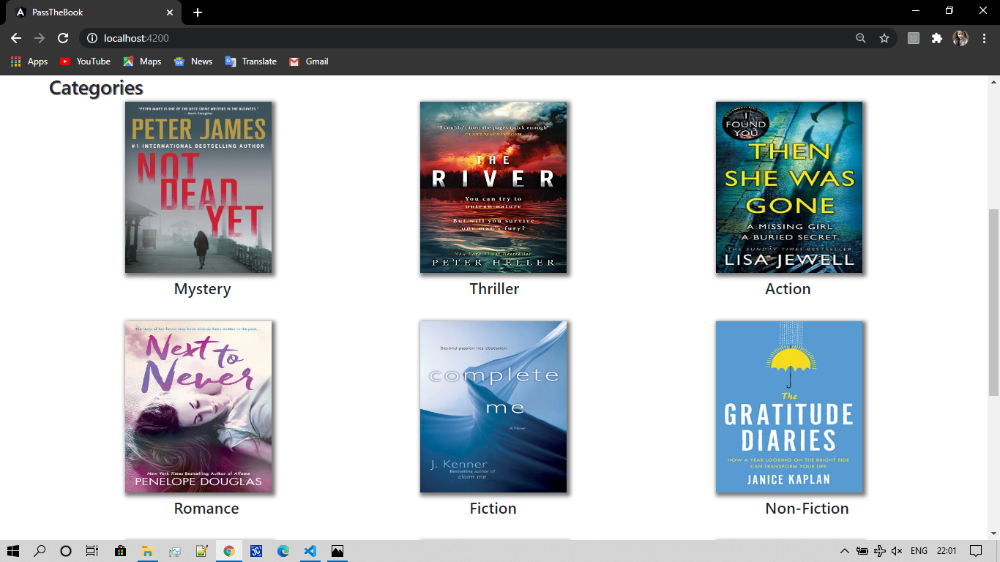 PassTheBook
localhost:4200
Apps YouTube Maps News Translate Gmail
Categories
"PETER JAMES IS ONE OF THE BEST CRIME WRITERS IN THE BUSINESS."
—Karin Slaughter
PETER JAMES
#1 INTERNATIONAL BESTSELLING AUTHOR
NOT
DEAD
YET
Mystery
"I couldn't turn the pages quick enough"
CLARE MACKINTOSH
THE
RIVER
You can try to
outrun nature
But will you survive
one man's fury?
New York Times Bestseller
PETER HELLER
Thriller
I
FOUND
YOU
THEN
SHE WAS
GONE
A MISSING GIRL
A BURIED SECRET
THE SUNDAY TIMES BESTSELLER
LISA JEWELL
Action
The story of her future may have already been written in the past...
Next to
Never
New York Times Bestselling Author of Aflame
PENELOPE DOUGLAS
Romance
Beyond passion lies obsession.
complete
me
A Novel
J. Kenner
Bestselling author of
claim me
Fiction
The
GRATITUDE
DIARIES
HOW A YEAR LOOKING ON THE BRIGHT SIDE
CAN TRANSFORM YOUR LIFE
JANICE KAPLAN
Non-Fiction
ENG 22:01